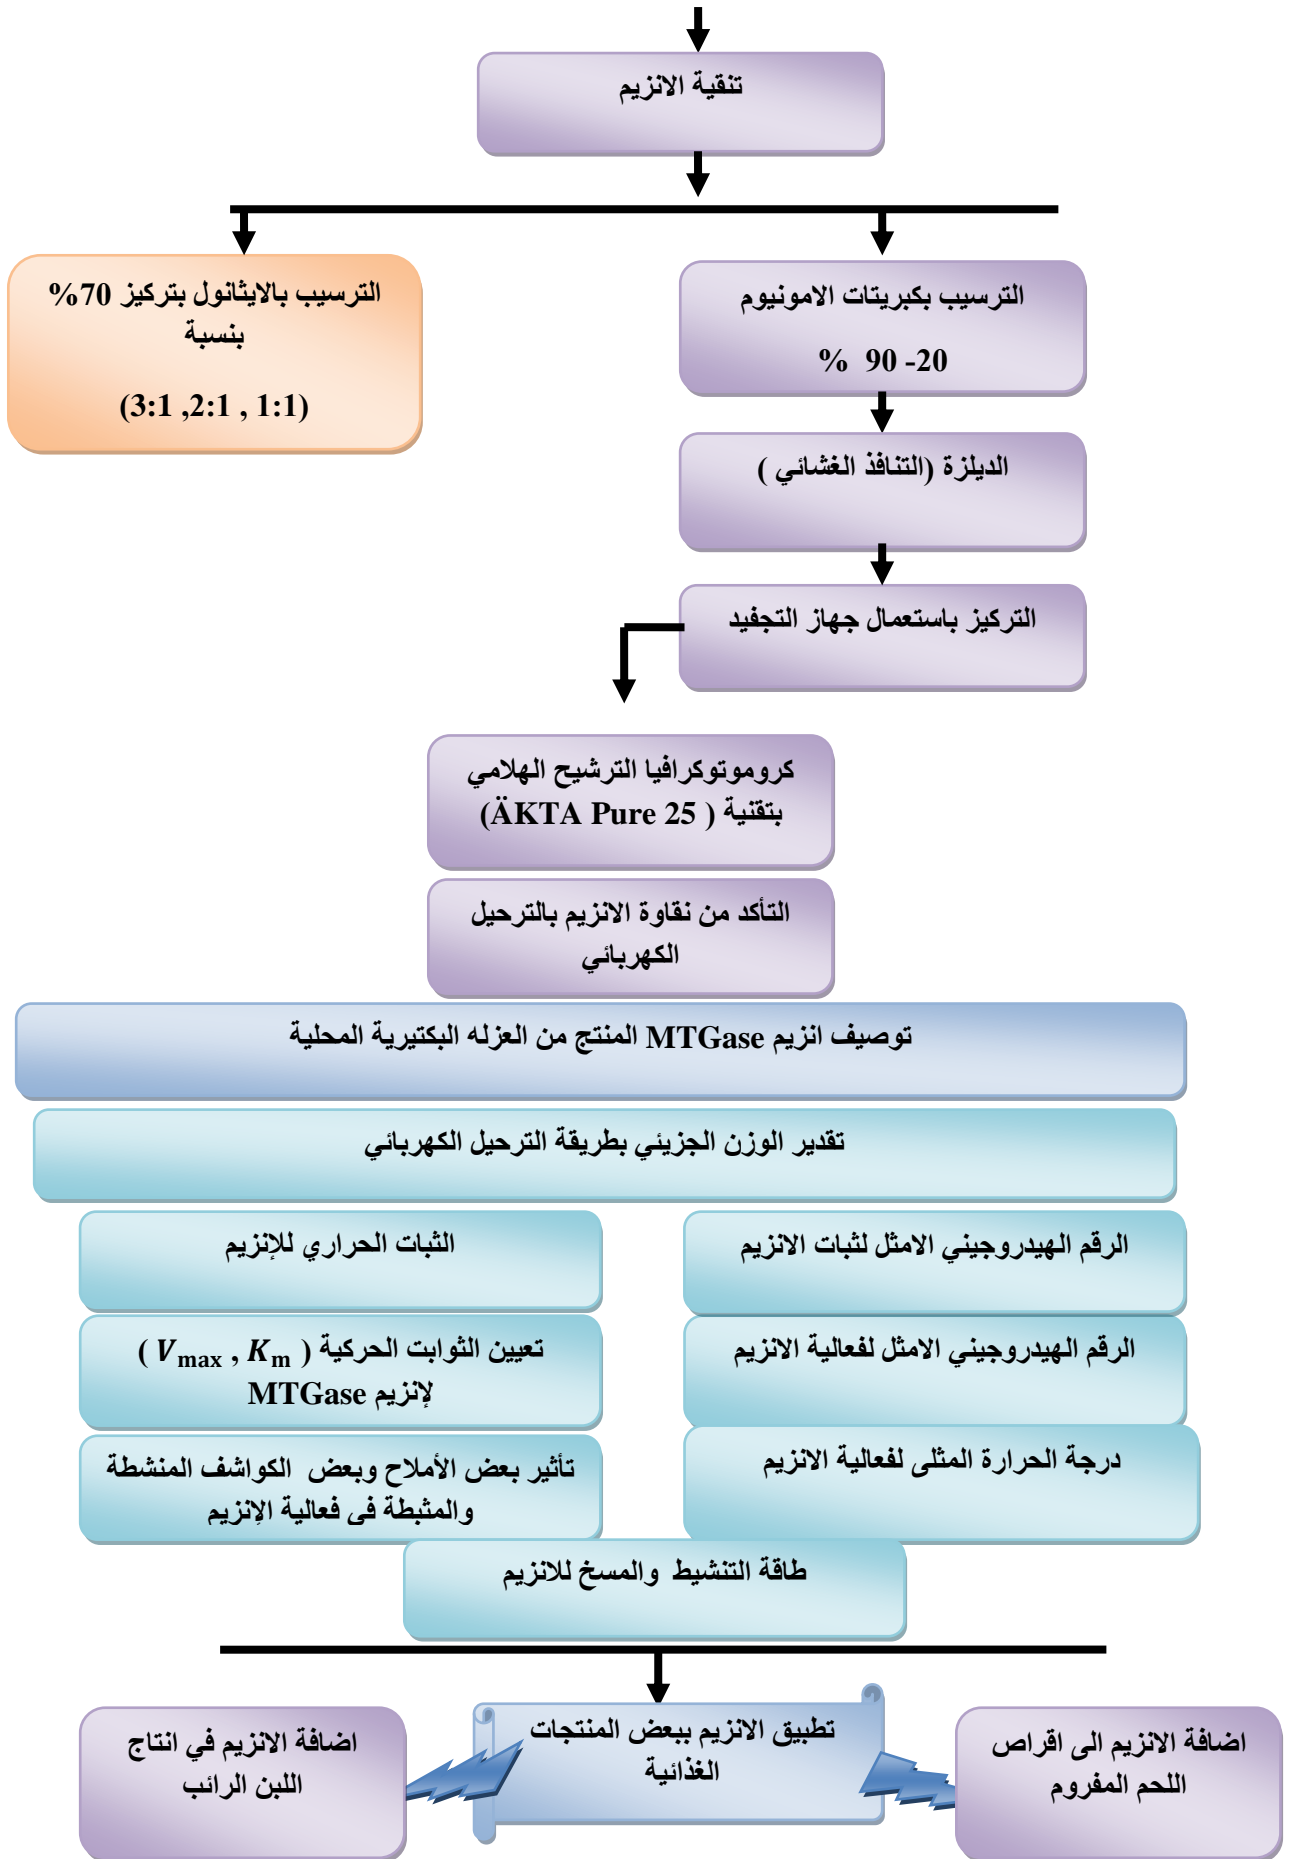 تنقية الانزيم
الترسيب بكبريتات الامونيوم
20- 90 %
الترسيب بالايثانول بتركيز 70%
بنسبة
(1:1 , 2:1, 3:1)
الديلزة (التنافذ الغشائي )
التركيز باستعمال جهاز التجفيد
كروموتوكرافيا الترشيح الهلامي
بتقنية ( ÄKTA Pure 25)
التأكد من نقاوة الانزيم بالترحيل
الكهربائي
توصيف انزيم MTGase المنتج من العزله البكتيرية المحلية
تقدير الوزن الجزيئي بطريقة الترحيل الكهربائي
الرقم الهيدروجيني الامثل لثبات الانزيم
الثبات الحراري للإنزيم
الرقم الهيدروجيني الامثل لفعالية الانزيم
تعيين الثوابت الحركية ( Vmax , Km )
لإنزيم MTGase
درجة الحرارة المثلى لفعالية الانزيم
تأثير بعض الأملاح وبعض الكواشف المنشطة
والمثبطة في فعالية الإنزيم
طاقة التنشيط والمسخ للانزيم
اضافة الانزيم الى اقراص
اللحم المفروم
تطبيق الانزيم ببعض المنتجات
الغذائية
اضافة الانزيم في انتاج
اللبن الرائب